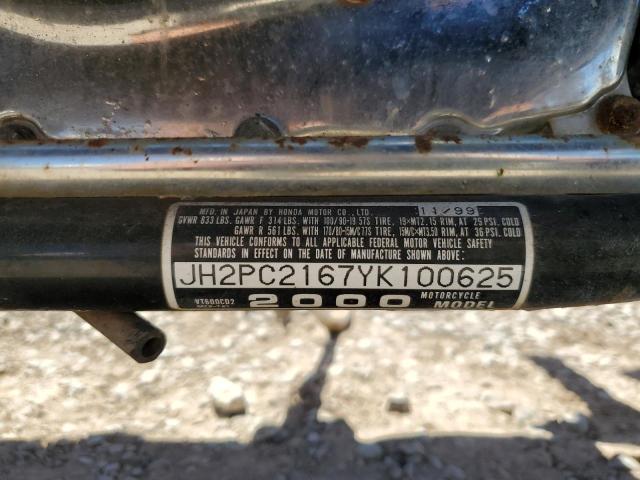 MFD. IN JAPAN BY HONDA MOTOR CO., LTD. 11/99
GVWR 833 LBS. GAWR F 314 LBS. WITH 100/90-19 57S TIRE, 19×MT2.15 RIM, AT 29 PSI. COLD
GAWR R 561 LBS. WITH 170/80-15M/C77S TIRE, 15M/C×MT3.50 RIM, AT 36 PSI. COLD
THIS VEHICLE CONFORMS TO ALL APPLICABLE FEDERAL MOTOR VEHICLE SAFETY
STANDARDS IN EFFECT ON THE DATE OF MANUFACTURE SHOWN ABOVE.
JH2PC2167YK100625
VT600CD2 2000 MOTORCYCLE
MODEL